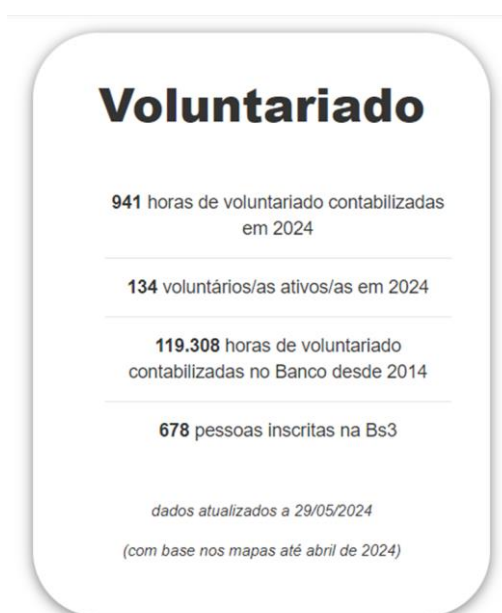 Voluntariado
941 horas de voluntariado contabilizadas
em 2024
134 voluntários/as ativos/as em 2024
119.308 horas de voluntariado
contabilizadas no Banco desde 2014
678 pessoas inscritas na Bs3
dados atualizados a 29/05/2024
(com base nos mapas até abril de 2024)